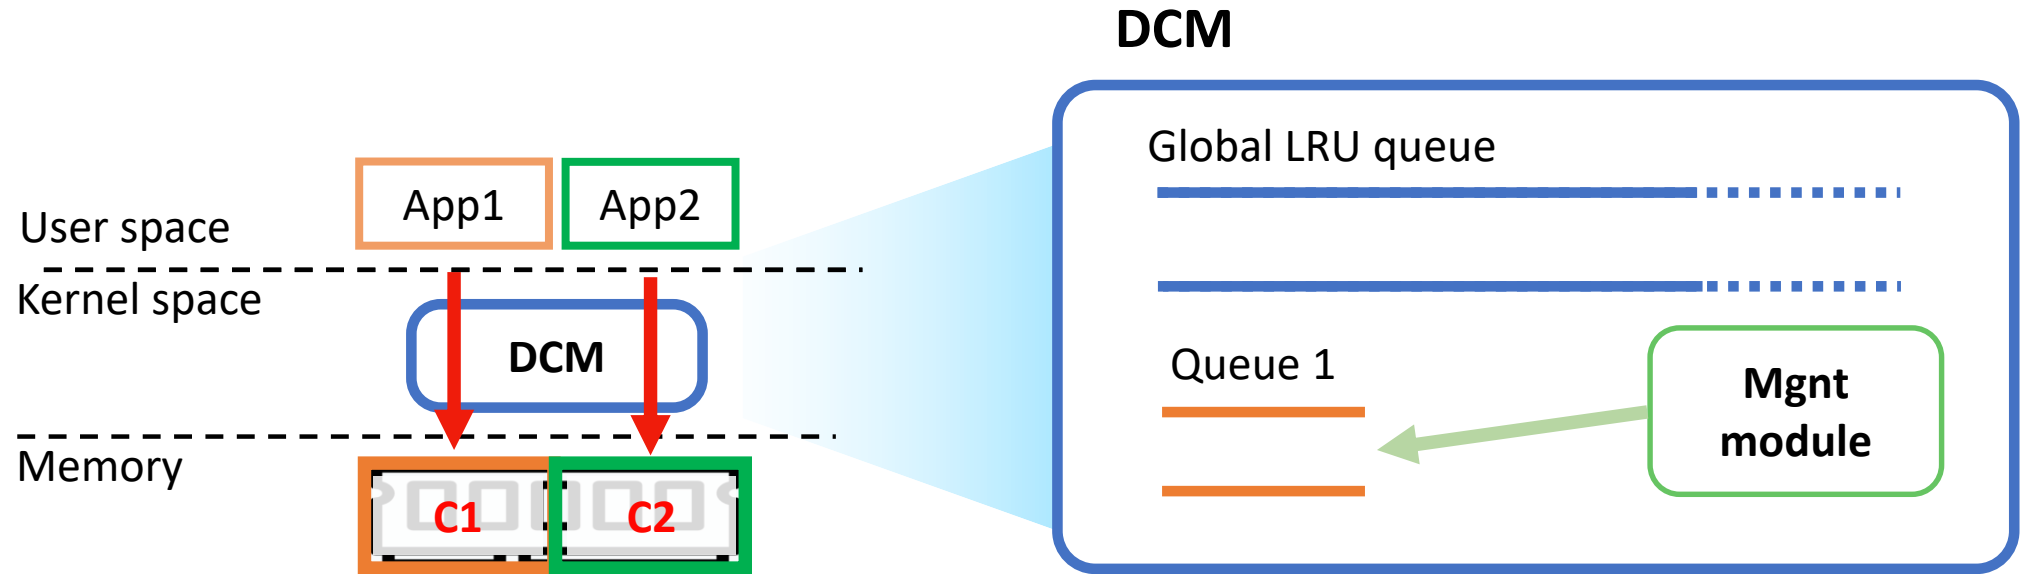 DCM
Global LRU queue
App1
App2
User space
Kernel space
DCM
Queue 1
Mgnt
module
Memory
C1
C2